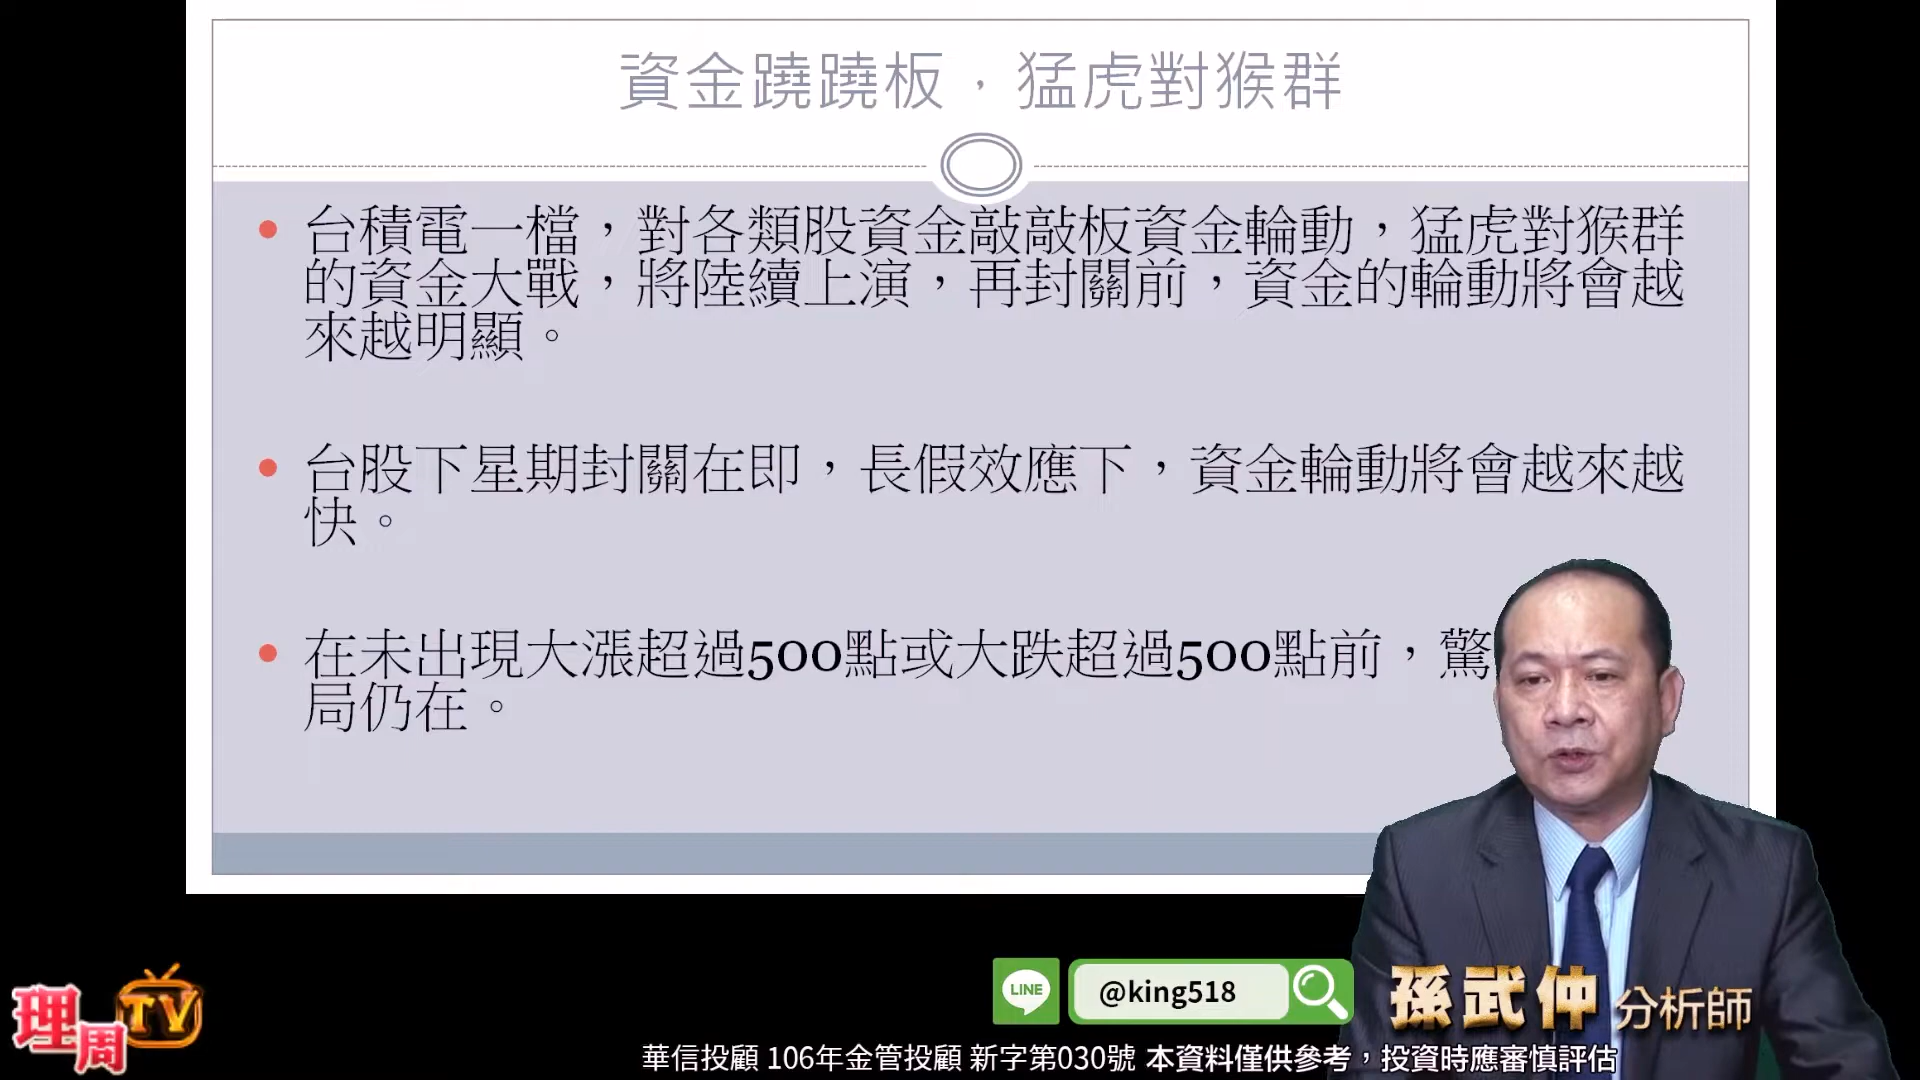 資金蹺蹺板，猛虎對猴群
• 台積電一檔，對各類股資金敲敲板資金輪動，猛虎對猴群
的資金大戰，將陸續上演，再封關前，資金的輪動將會越
來越明顯。
• 台股下星期封關在即，長假效應下，資金輪動將會越來越
快。
• 在未出現大漲超過500點或大跌超過500點前，驚
局仍在。
理周TV
LINE
@king518
孫武仲 分析師
華信投顧 106年金管投顧 新字第030號 本資料僅供參考，投資時應審慎評估